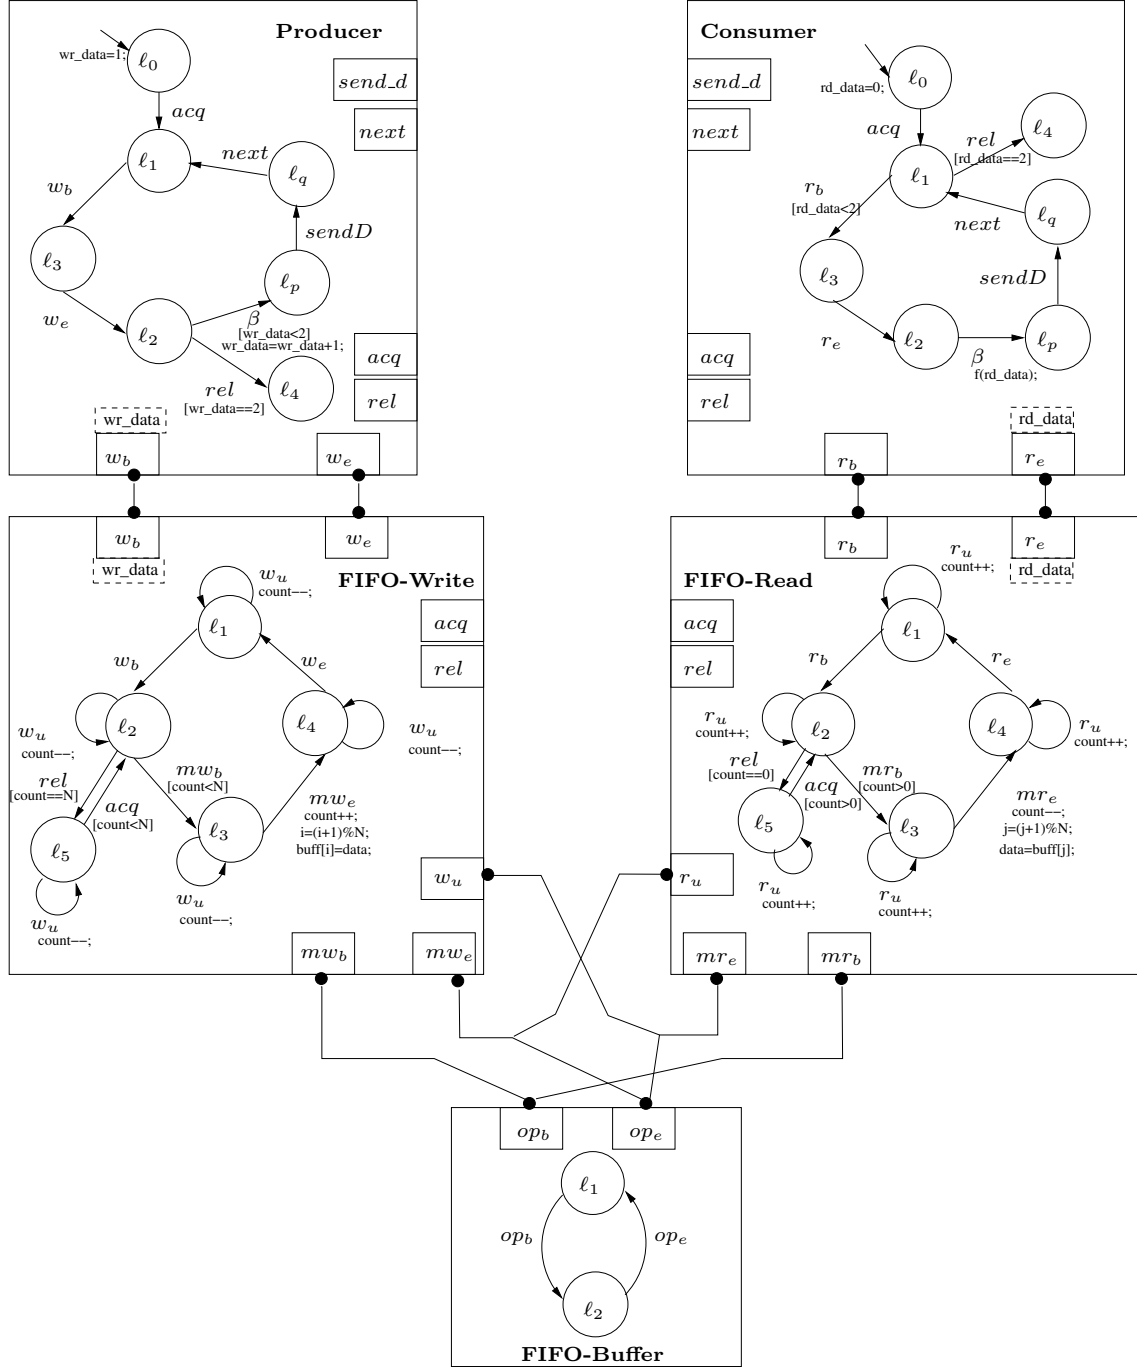 Producer
wr_data=1;
ℓ0
send_d
acq
next
next
ℓ1
ℓq
wb
sendD
ℓ3
ℓp
we
ℓ2
β
[wr_data<2]
wr_data=wr_data+1;
acq
rel
ℓ4
[wr_data==2]
rel
wr_data
wb
we
Consumer
send_d
rd_data=0;
ℓ0
next
acq
rel
ℓ4
[rd_data==2]
ℓ1
rb
[rd_data<2]
ℓq
next
ℓ3
sendD
re
ℓ2
ℓp
acq
β
f(rd_data);
rel
rd_data
rb
re
wb
we
wr_data
FIFO-Write
wu
count−−;
ℓ1
acq
wb
we
rel
ℓ2
ℓ4
wu
count−−;
wu
count−−;
rel
[count==N]
mwb
[count<N]
acq
[count<N]
mwe
count++;
i=(i+1)%N;
buff[i]=data;
ℓ3
ℓ5
wu
wu
count−−;
wu
count−−;
mwb
mwe
rb
re
rd_data
FIFO-Read
ru
count++;
ℓ1
acq
rb
re
rel
ℓ2
ℓ4
ru
count++;
ru
count++;
rel
[count==0]
mrb
[count>0]
acq
[count>0]
mre
count−−;
j=(j+1)%N;
data=buff[j];
ℓ5
ℓ3
ru
ru
count++;
ru
count++;
mre
mrb
opb
ope
ℓ1
opb
ope
ℓ2
FIFO-Buffer